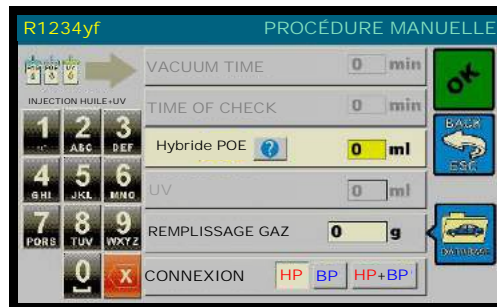 R1234yf PROCÉDURE MANUELLE
VACUUM TIME 0 min
INJECTION HUILE+UV
TIME OF CHECK 0 min
Hybride POE ? 0 ml
UV 0 ml
REMPLISSAGE GAZ 0 g
CONNEXION HP BP HP+BP
1 2 ABC 3 DEF
4 GHI 5 JKL 6 MNO
7 PQRS 8 TUV 9 WXYZ
0 X
OK
BACK
ESC
DATABASE